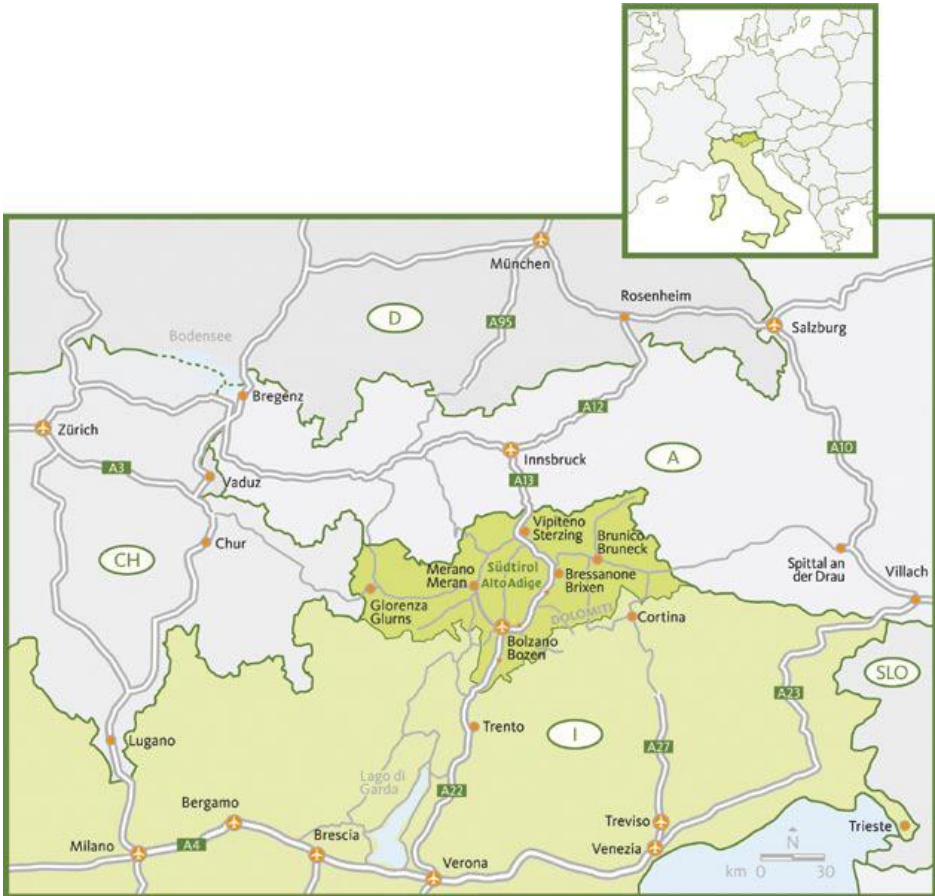 München
Rosenheim
D
A95
Salzburg
Bodensee
Bregenz
A12
Zürich
Innsbruck
A
A10
A3
A13
Vaduz
Vipiteno
Sterzing
Brunico
Bruneck
Chur
CH
Merano
Meran
Südtirol
Alto Adige
Bressanone
Brixen
Spittal an
der Drau
Villach
Glorenza
Glurns
DOLOMITI
Cortina
Bolzano
Bozen
SLO
A23
Trento
I
Lugano
A27
Lago di
Garda
A22
Bergamo
Treviso
Trieste
Milano
A4
Brescia
Venezia
N
Verona
km 0 30